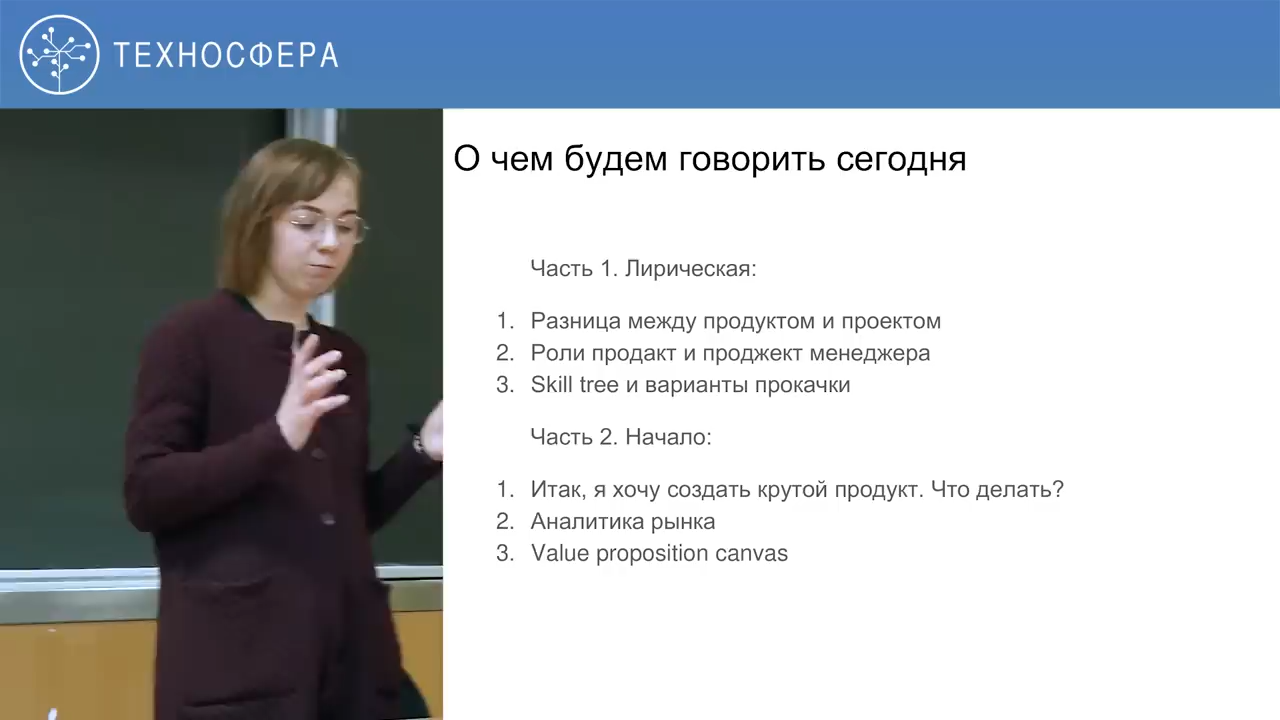 ТЕХНОСФЕРА
О чем будем говорить сегодня
Часть 1. Лирическая:
1. Разница между продуктом и проектом
2. Роли продакт и проджект менеджера
3. Skill tree и варианты прокачки
Часть 2. Начало:
1. Итак, я хочу создать крутой продукт. Что делать?
2. Аналитика рынка
3. Value proposition canvas